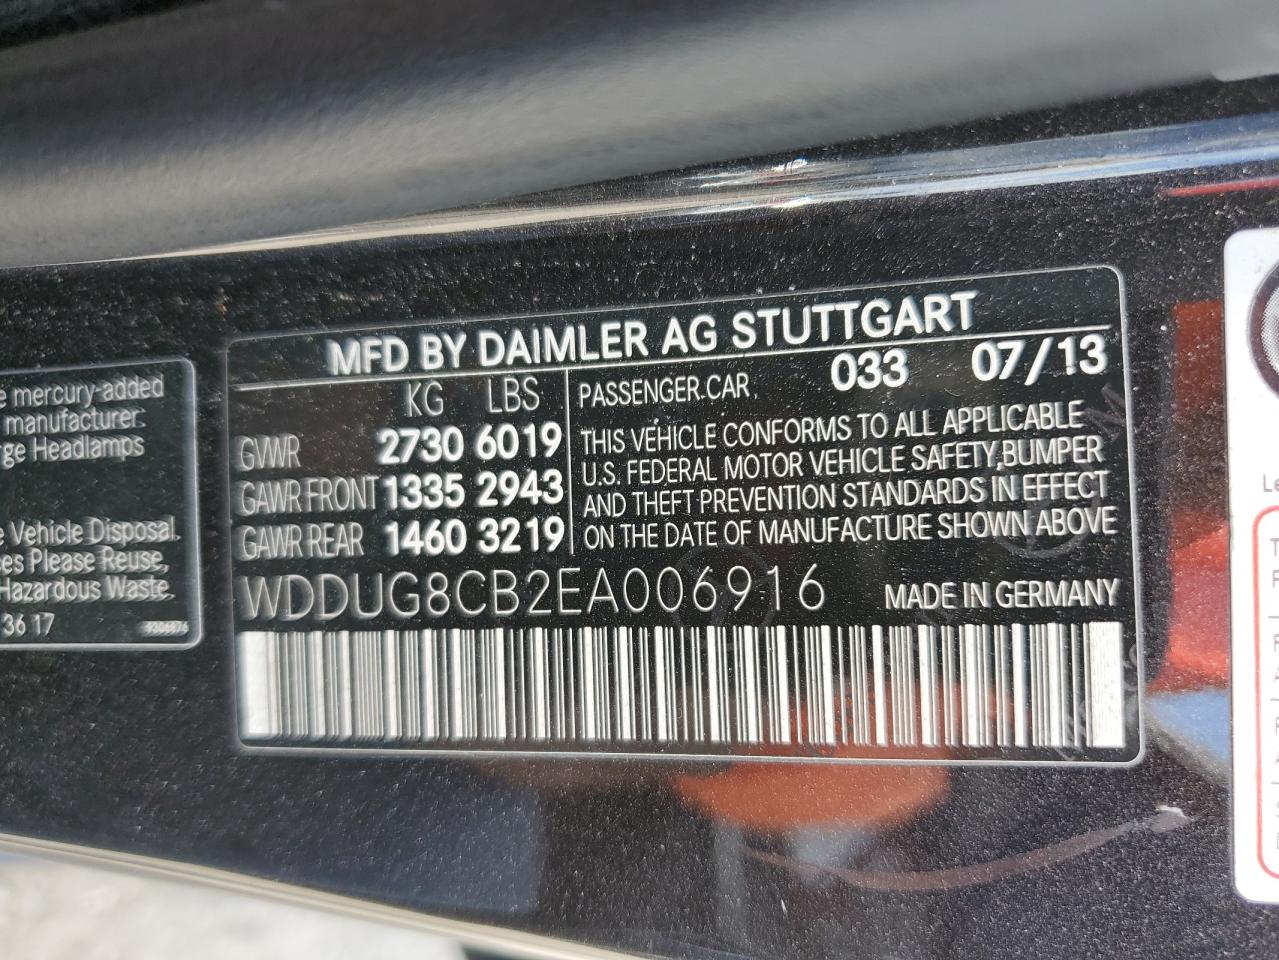 MFD BY DAIMLER AG STUTTGART
KG LBS
GVWR 2730 6019
GAWR FRONT 1335 2943
GAWR REAR 1460 3219
PASSENGER CAR 033 07/13
THIS VEHICLE CONFORMS TO ALL APPLICABLE
U.S. FEDERAL MOTOR VEHICLE SAFETY,BUMPER
AND THEFT PREVENTION STANDARDS IN EFFECT
ON THE DATE OF MANUFACTURE SHOWN ABOVE
WDDUG8CB2EA006916 MADE IN GERMANY
e mercury-added
manufacturer.
ge Headlamps
e Vehicle Disposal.
ces Please Reuse,
Hazardous Waste.
36 17
Le